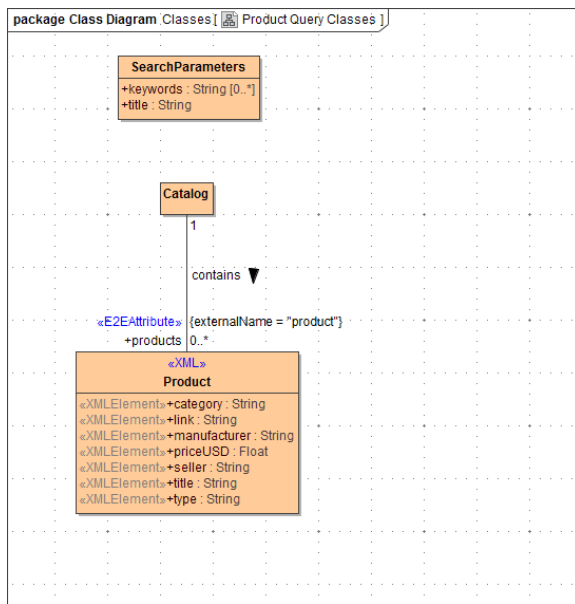 package Class Diagram Classes [ Product Query Classes ]
SearchParameters
+keywords : String [0..*]
+title : String
Catalog
1
contains
«E2EAttribute» {externalName = "product"}
+products 0..*
«XML»
Product
«XMLElement»+category : String
«XMLElement»+link : String
«XMLElement»+manufacturer : String
«XMLElement»+priceUSD : Float
«XMLElement»+seller : String
«XMLElement»+title : String
«XMLElement»+type : String